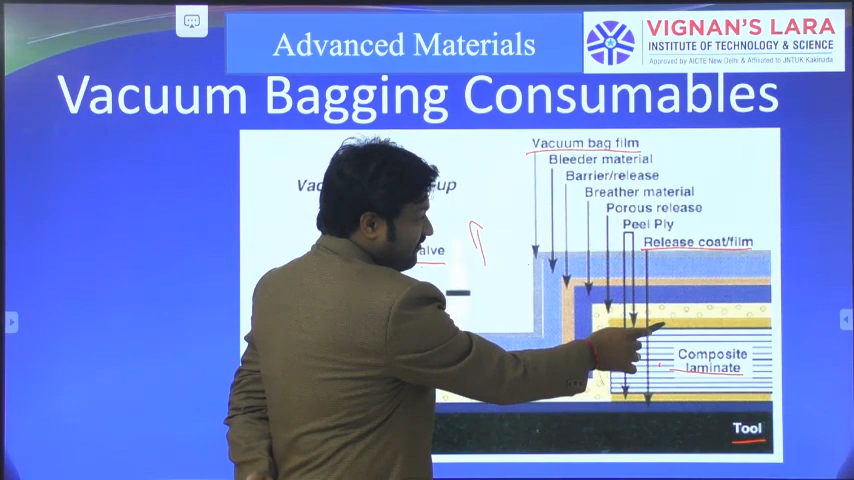 Advanced Materials
VIGNAN'S LARA
INSTITUTE OF TECHNOLOGY & SCIENCE
Approved by AICTE New Delhi & Affiliated to JNTUK Kakinada
Vacuum Bagging Consumables
Vacuum bag film
Bleeder material
Barrier/release
Breather material
Porous release
Peel Ply
Release coat/film
Composite
laminate
Tool